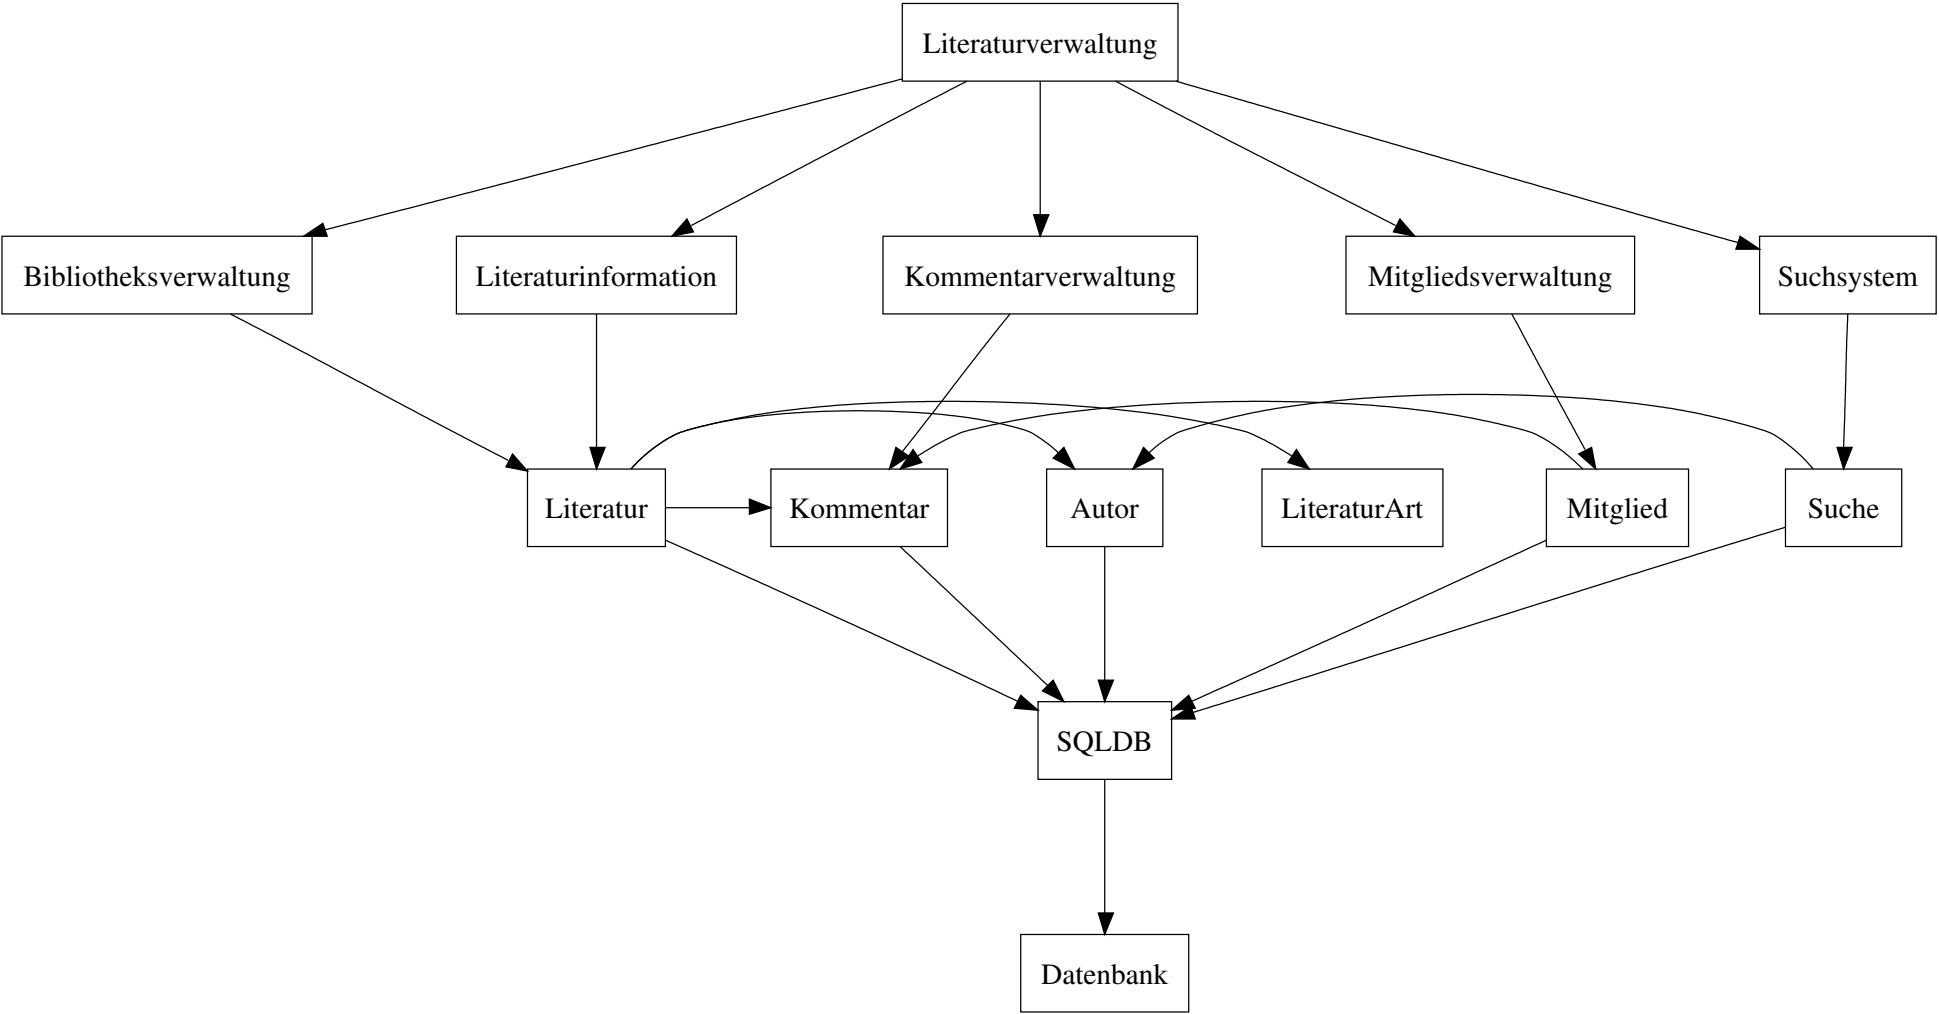 Literaturverwaltung
Bibliotheksverwaltung
Literaturinformation
Kommentarverwaltung
Mitgliedsverwaltung
Suchsystem
Literatur
Kommentar
Autor
LiteraturArt
Mitglied
Suche
SQLDB
Datenbank